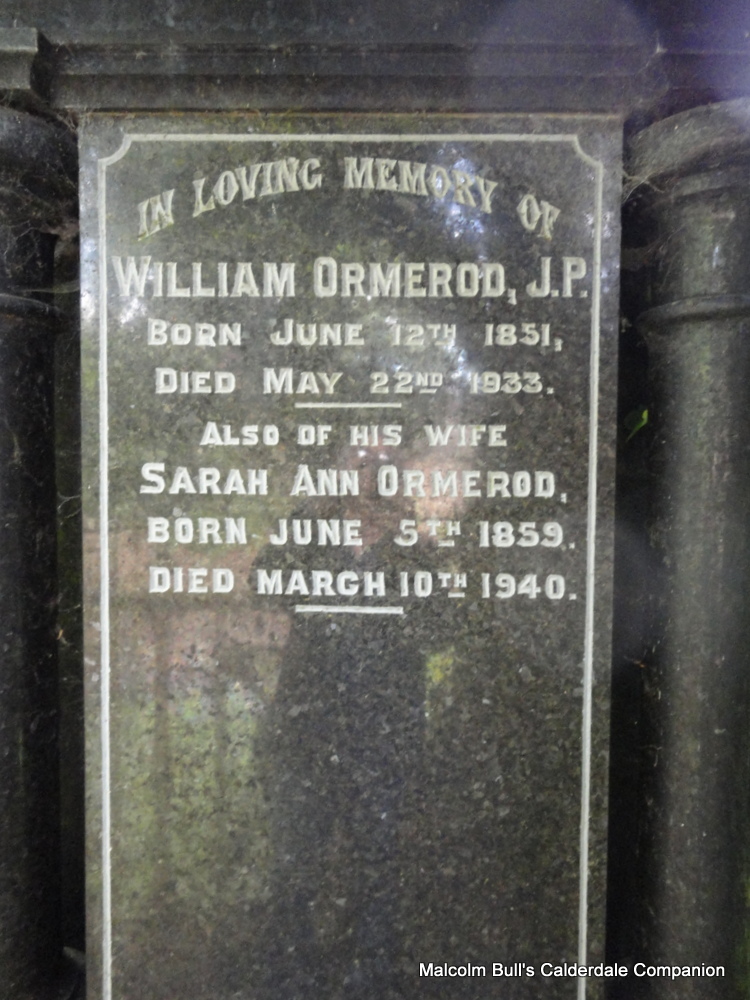 IN LOVING MEMORY OF
WILLIAM ORMEROD, J.P.
BORN JUNE 12TH 1851,
DIED MAY 22ND 1933.
ALSO OF HIS WIFE
SARAH ANN ORMEROD,
BORN JUNE 5TH 1859.
DIED MARCH 10TH 1940.
Malcolm Bull's Calderdale Companion